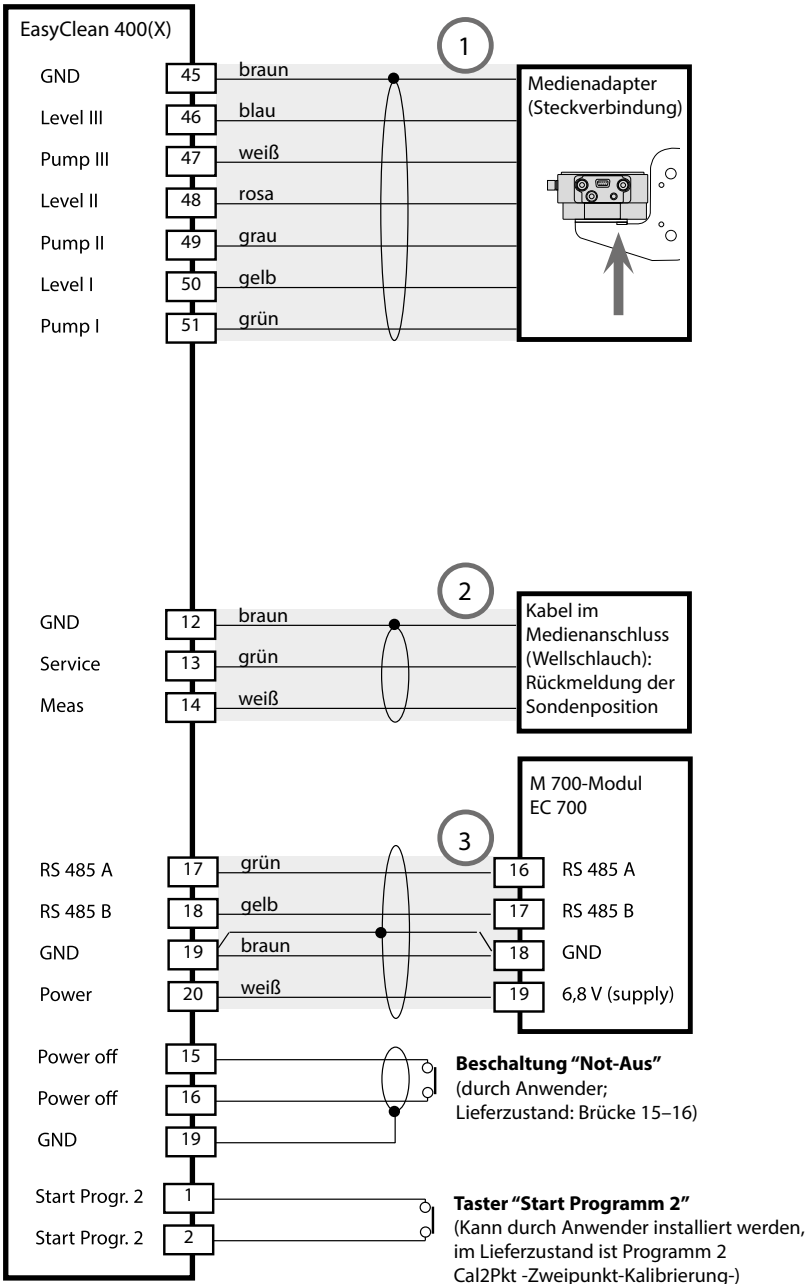 EasyClean 400(X)
1
GND 45 braun
Level III 46 blau
Pump III 47 weiß
Level II 48 rosa
Pump II 49 grau
Level I 50 gelb
Pump I 51 grün
Medienadapter
(Steckverbindung)
2
GND 12 braun
Service 13 grün
Meas 14 weiß
Kabel im
Medienanschluss
(Wellschlauch):
Rückmeldung der
Sondenposition
M 700-Modul
EC 700
3
RS 485 A 17 grün 16 RS 485 A
RS 485 B 18 gelb 17 RS 485 B
GND 19 braun 18 GND
Power 20 weiß 19 6,8 V (supply)
Power off 15
Power off 16
GND 19
Beschaltung “Not-Aus”
(durch Anwender;
Lieferzustand: Brücke 15–16)
Start Progr. 2 1
Start Progr. 2 2
Taster “Start Programm 2”
(Kann durch Anwender installiert werden,
im Lieferzustand ist Programm 2
Cal2Pkt -Zweipunkt-Kalibrierung-)